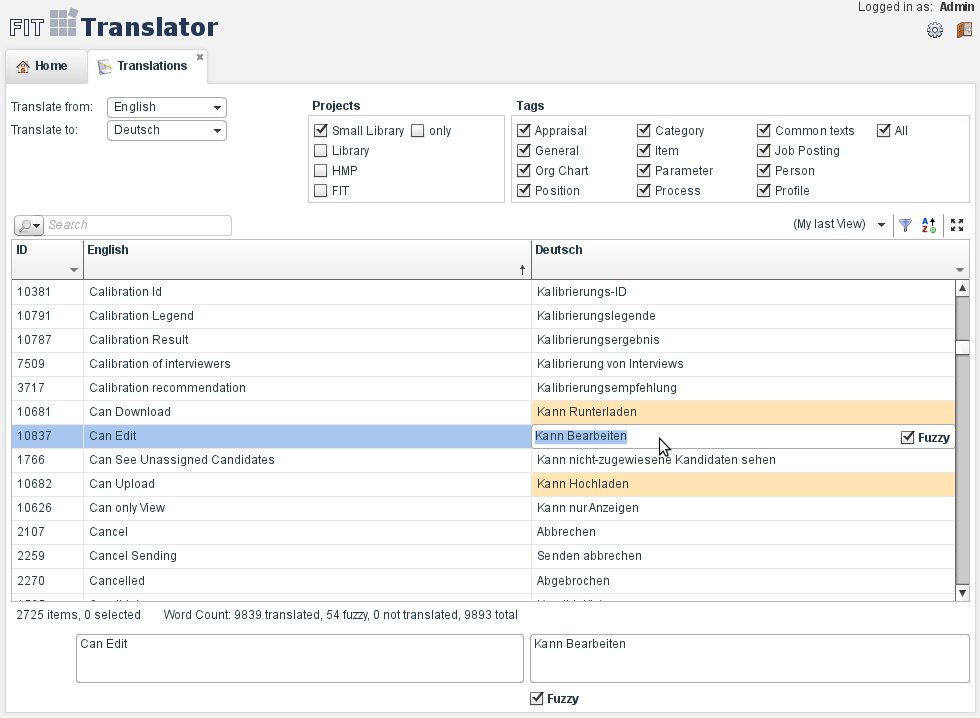 Logged in as: Admin
FIT Translator
Home Translations
Translate from: English
Translate to: Deutsch
Projects
Small Library only
Library
HMP
FIT
Tags
Appraisal Category Common texts All
General Item Job Posting
Org Chart Parameter Person
Position Process Profile
Search (My last View)
ID English Deutsch
10381 Calibration Id Kalibrierungs-ID
10791 Calibration Legend Kalibrierungslegende
10787 Calibration Result Kalibrierungsergebnis
7509 Calibration of interviewers Kalibrierung von Interviews
3717 Calibration recommendation Kalibrierungsempfehlung
10681 Can Download Kann Runterladen
10837 Can Edit Kann Bearbeiten Fuzzy
1766 Can See Unassigned Candidates Kann nicht-zugewiesene Kandidaten sehen
10682 Can Upload Kann Hochladen
10626 Can only View Kann nur Anzeigen
2107 Cancel Abbrechen
2259 Cancel Sending Senden abbrechen
2270 Cancelled Abgebrochen
2725 items, 0 selected Word Count: 9839 translated, 54 fuzzy, 0 not translated, 9893 total
Can Edit Kann Bearbeiten
Fuzzy